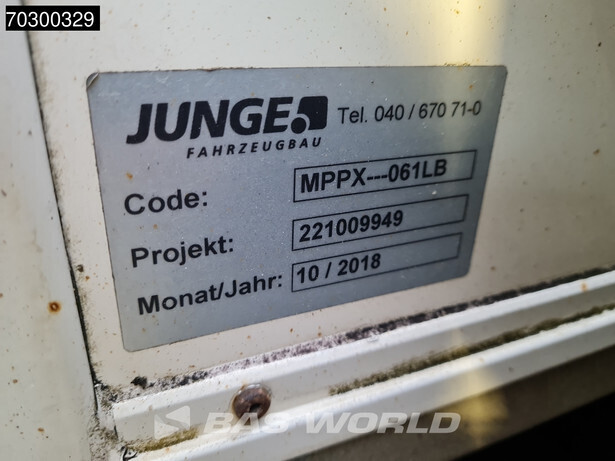 70300329
JUNGE. Tel. 040 / 670 71-0
FAHRZEUGBAU
Code: MPPX---061LB
Projekt: 221009949
Monat/Jahr: 10 / 2018
BAS WORLD